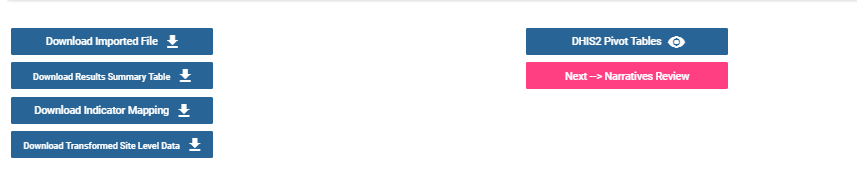 Download Imported File
Download Results Summary Table
Download Indicator Mapping
Download Transformed Site Level Data
DHIS2 Pivot Tables
Next --> Narratives Review